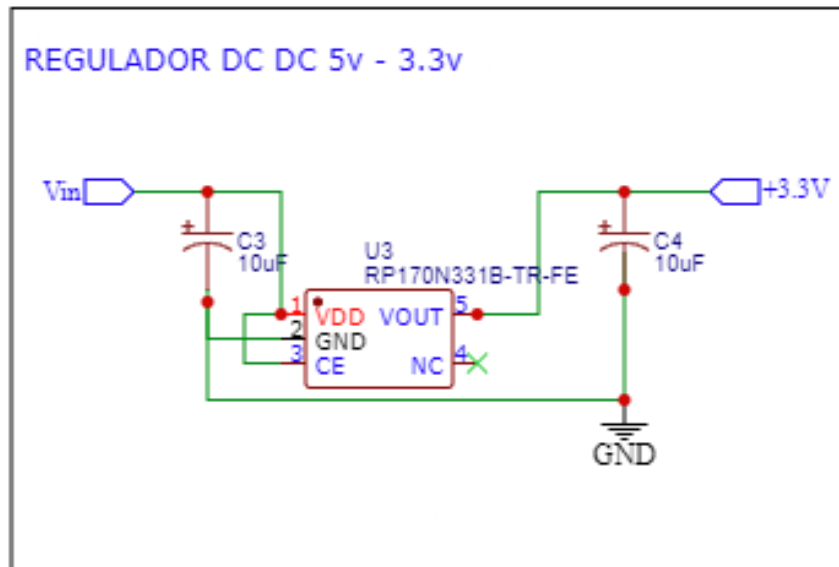 REGULADOR DC DC 5v - 3.3v
Vin
+3.3V
C3
10uF
C4
10uF
U3
RP170N331B-TR-FE
1
VDD
VOUT
5
2
GND
3
CE
NC
4
GND